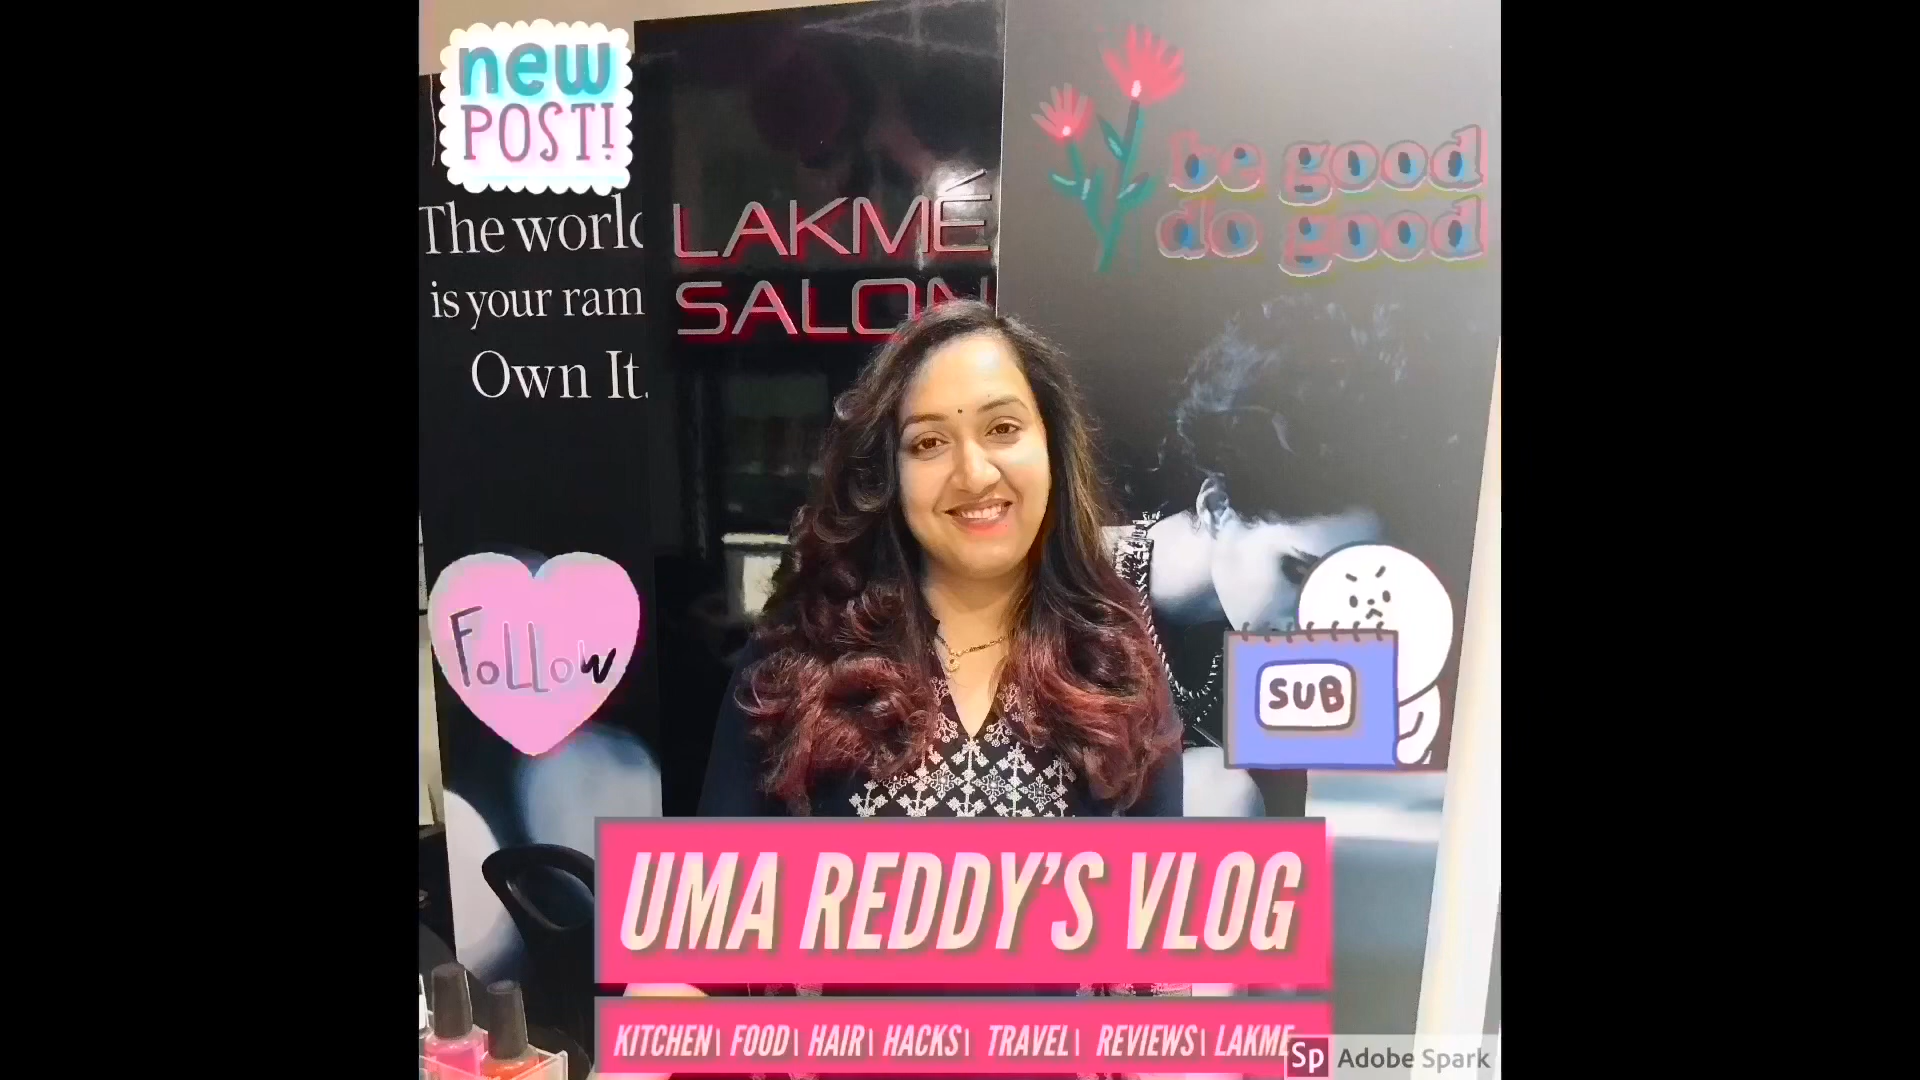 new
POST!
be good
do good
The world
is your ram
Own It.
LAKMÉ
SALON
FOLLOW
SUB
UMA REDDY'S VLOG
KITCHEN| FOOD| HAIR| HACKS| TRAVEL| REVIEWS| LAKME
Sp Adobe Spark